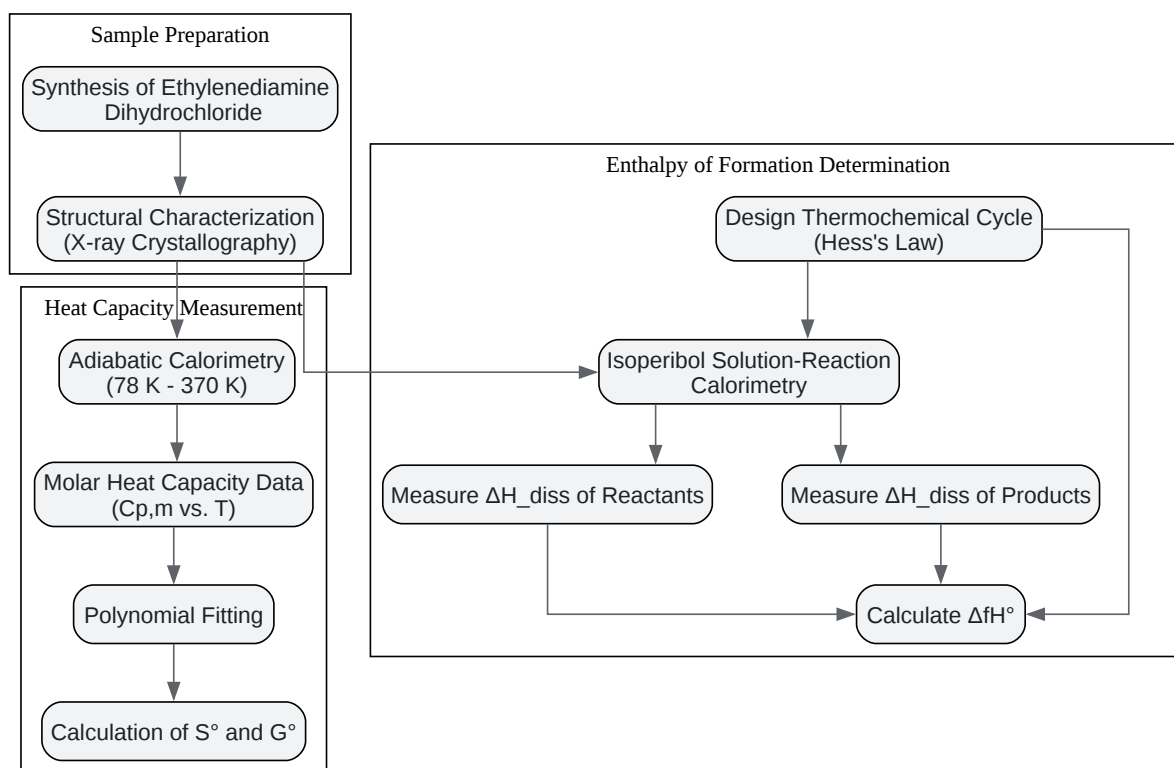 Sample Preparation
Synthesis of Ethylenediamine
Dihydrochloride
Structural Characterization
(X-ray Crystallography)
Heat Capacity Measurement
Adiabatic Calorimetry
(78 K - 370 K)
Molar Heat Capacity Data
(Cp,m vs. T)
Polynomial Fitting
Calculation of S° and G°
Enthalpy of Formation Determination
Design Thermochemical Cycle
(Hess's Law)
Isoperibol Solution-Reaction
Calorimetry
Measure ΔH_diss of Reactants
Measure ΔH_diss of Products
Calculate ΔfH°